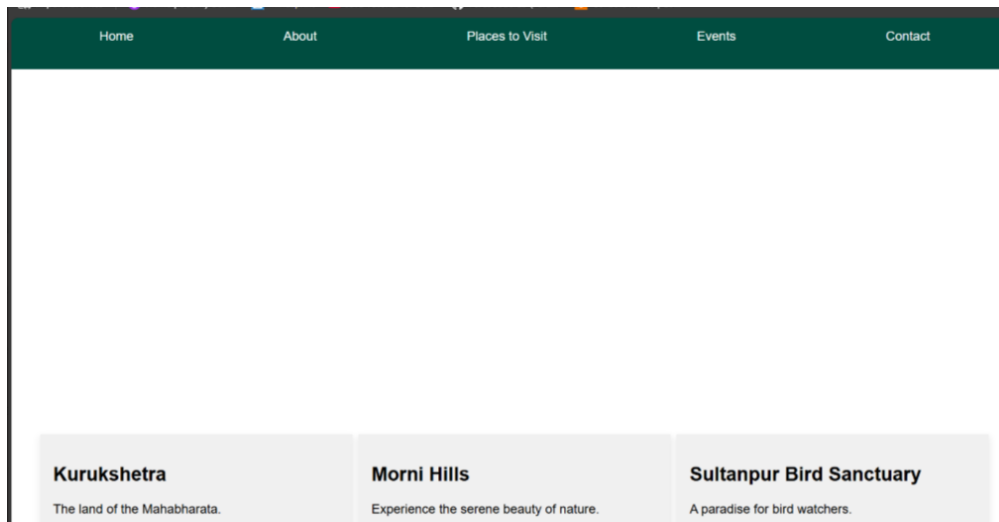 Home About Places to Visit Events Contact
Kurukshetra
The land of the Mahabharata.
Morni Hills
Experience the serene beauty of nature.
Sultanpur Bird Sanctuary
A paradise for bird watchers.